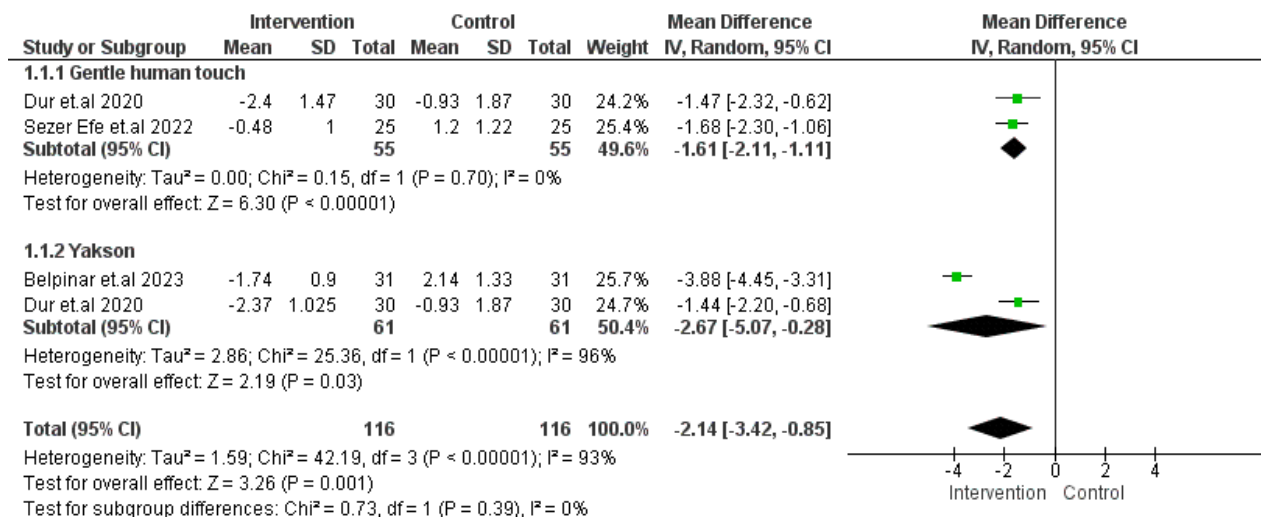 Intervention Control Mean Difference Mean Difference
Study or Subgroup Mean SD Total Mean SD Total Weight IV, Random, 95% CI IV, Random, 95% CI
1.1.1 Gentle human touch
Dur et.al 2020 -2.4 1.47 30 -0.93 1.87 30 24.2% -1.47 [-2.32, -0.62]
Sezer Efe et.al 2022 -0.48 1 25 1.2 1.22 25 25.4% -1.68 [-2.30, -1.06]
Subtotal (95% CI) 55 55 49.6% -1.61 [-2.11, -1.11]
Heterogeneity: Tau² = 0.00; Chi² = 0.15, df = 1 (P = 0.70); I² = 0%
Test for overall effect: Z = 6.30 (P < 0.00001)
1.1.2 Yakson
Belpinar et.al 2023 -1.74 0.9 31 2.14 1.33 31 25.7% -3.88 [-4.45, -3.31]
Dur et.al 2020 -2.37 1.025 30 -0.93 1.87 30 24.7% -1.44 [-2.20, -0.68]
Subtotal (95% CI) 61 61 50.4% -2.67 [-5.07, -0.28]
Heterogeneity: Tau² = 2.86; Chi² = 25.36, df = 1 (P < 0.00001); I² = 96%
Test for overall effect: Z = 2.19 (P = 0.03)
Total (95% CI) 116 116 100.0% -2.14 [-3.42, -0.85]
Heterogeneity: Tau² = 1.59; Chi² = 42.19, df = 3 (P < 0.00001); I² = 93%
Test for overall effect: Z = 3.26 (P = 0.001)
Test for subgroup differences: Chi² = 0.73, df = 1 (P = 0.39), I² = 0%
-4 -2 0 2 4
Intervention Control